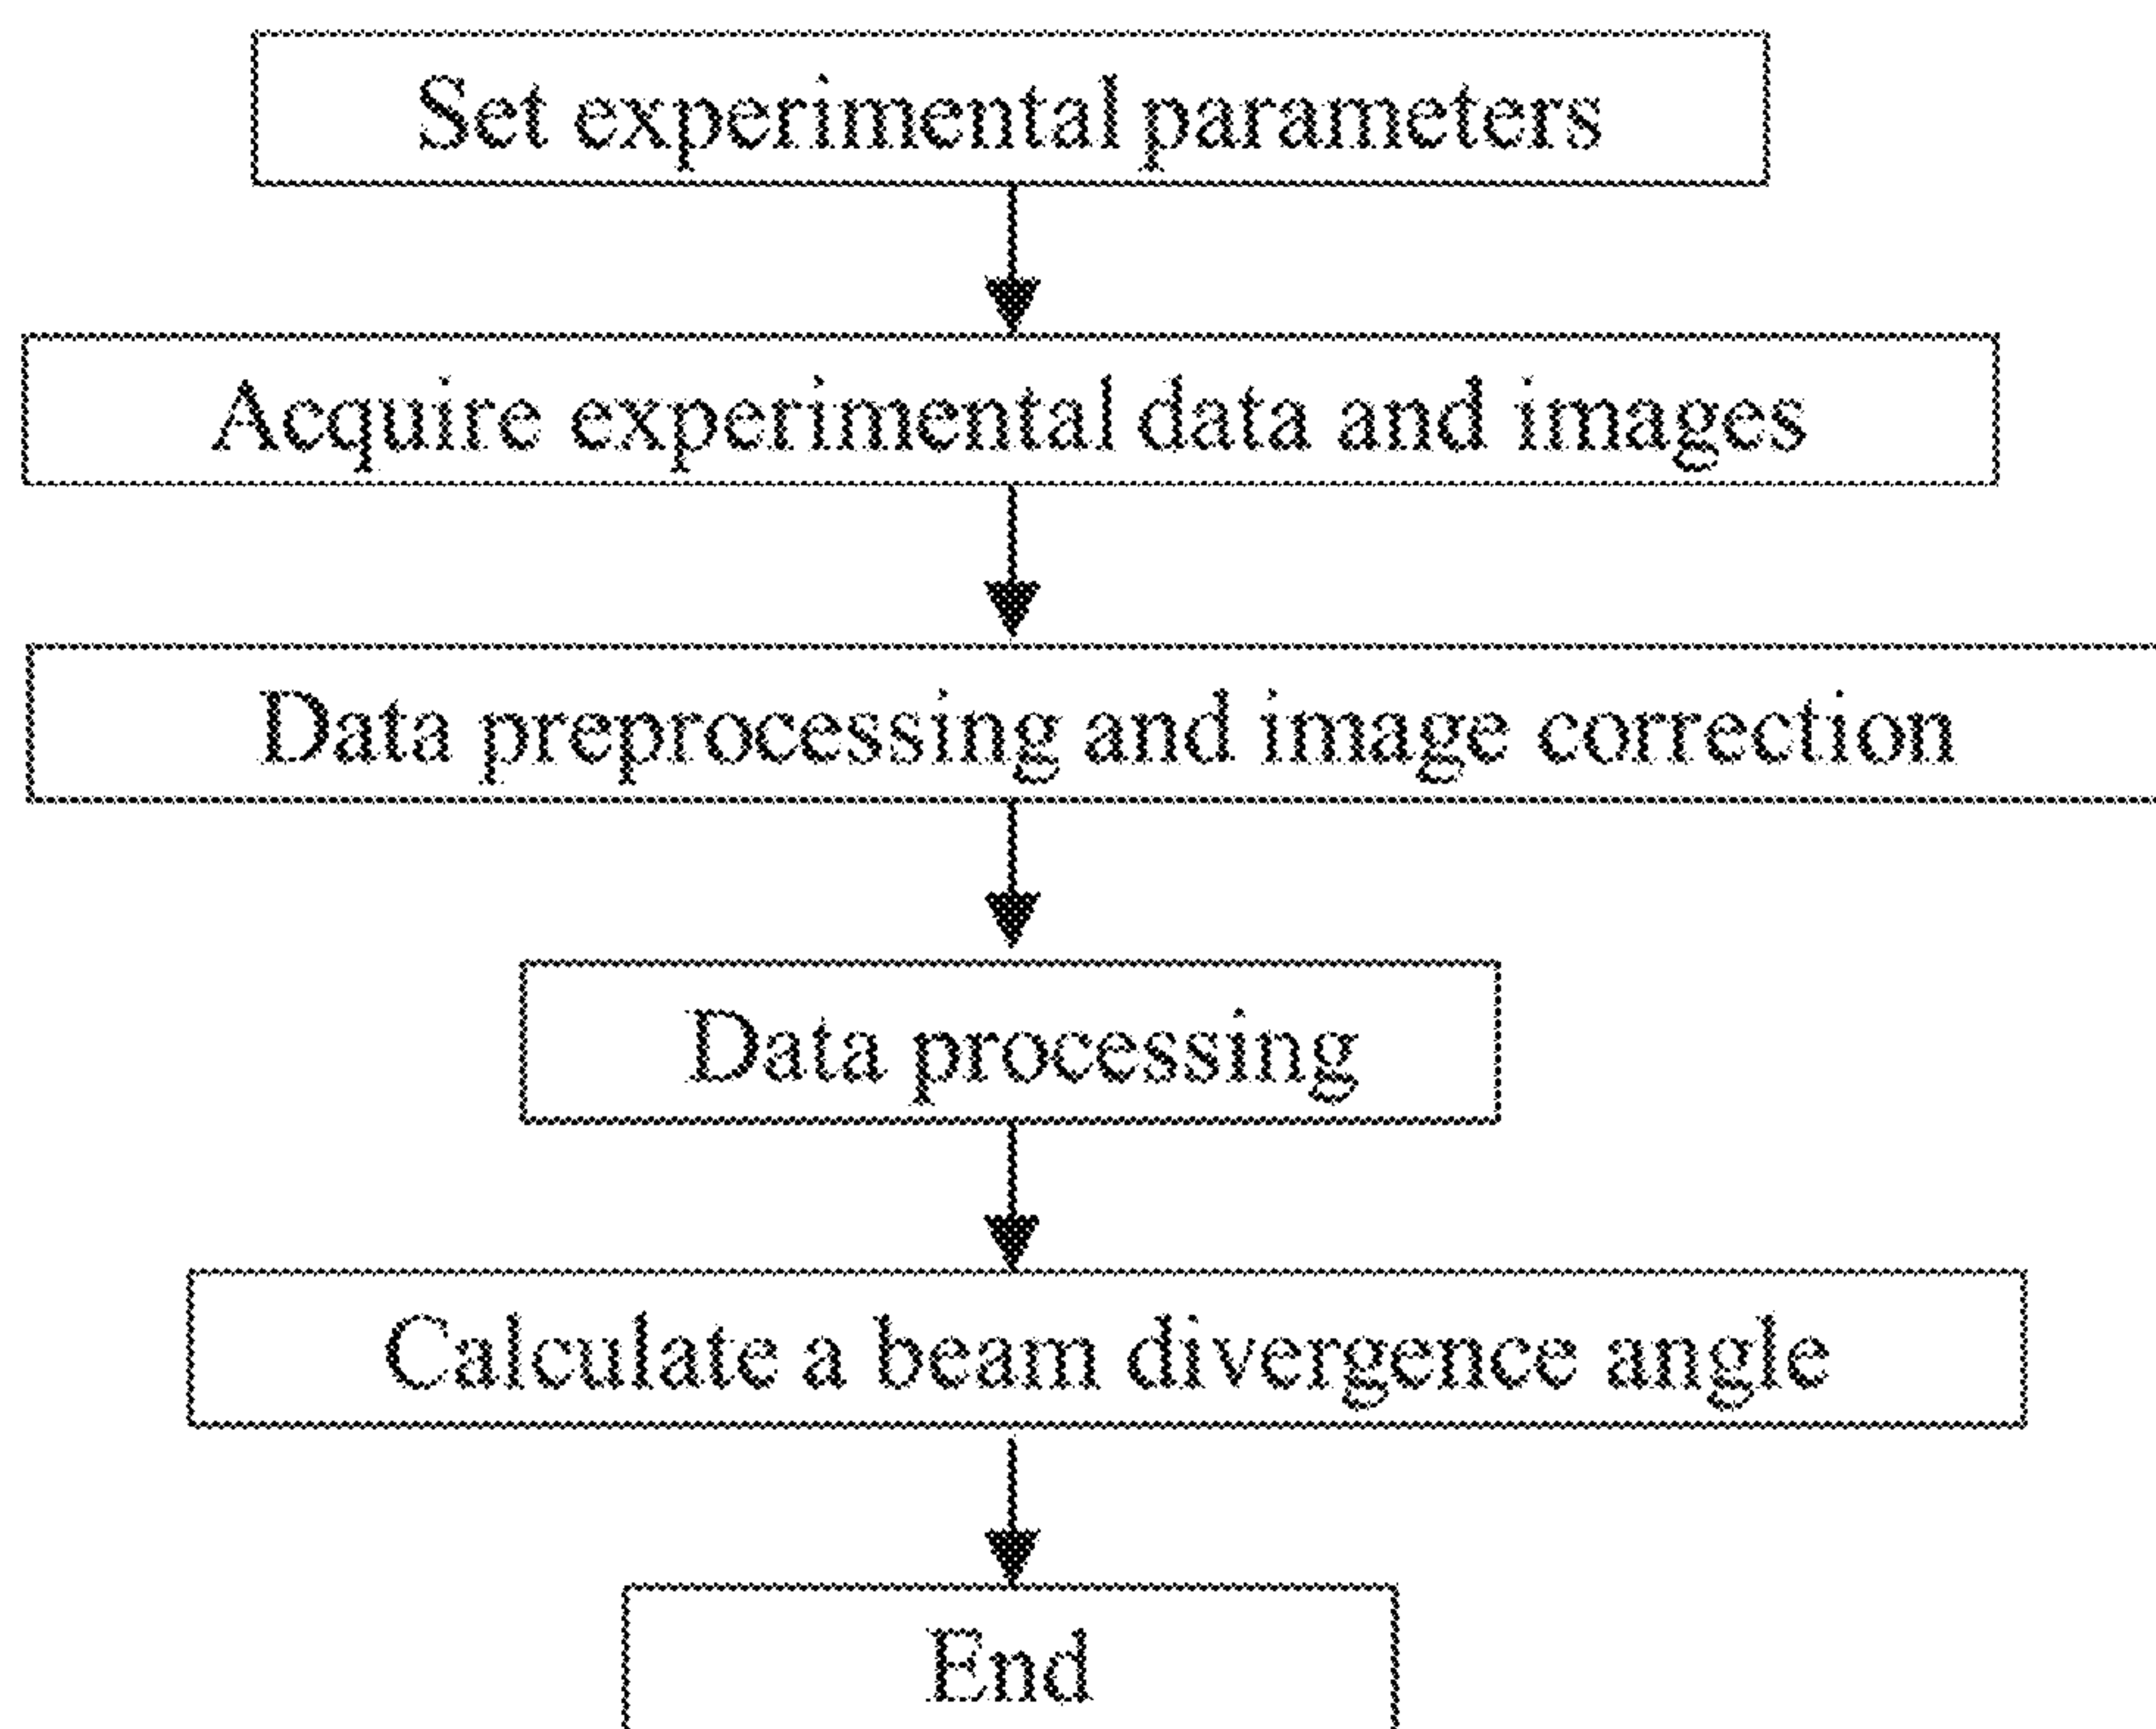 Set experimental parameters
Acquire experimental data and images
Data preprocessing and image correction
Data processing
Calculate a beam divergence angle
End